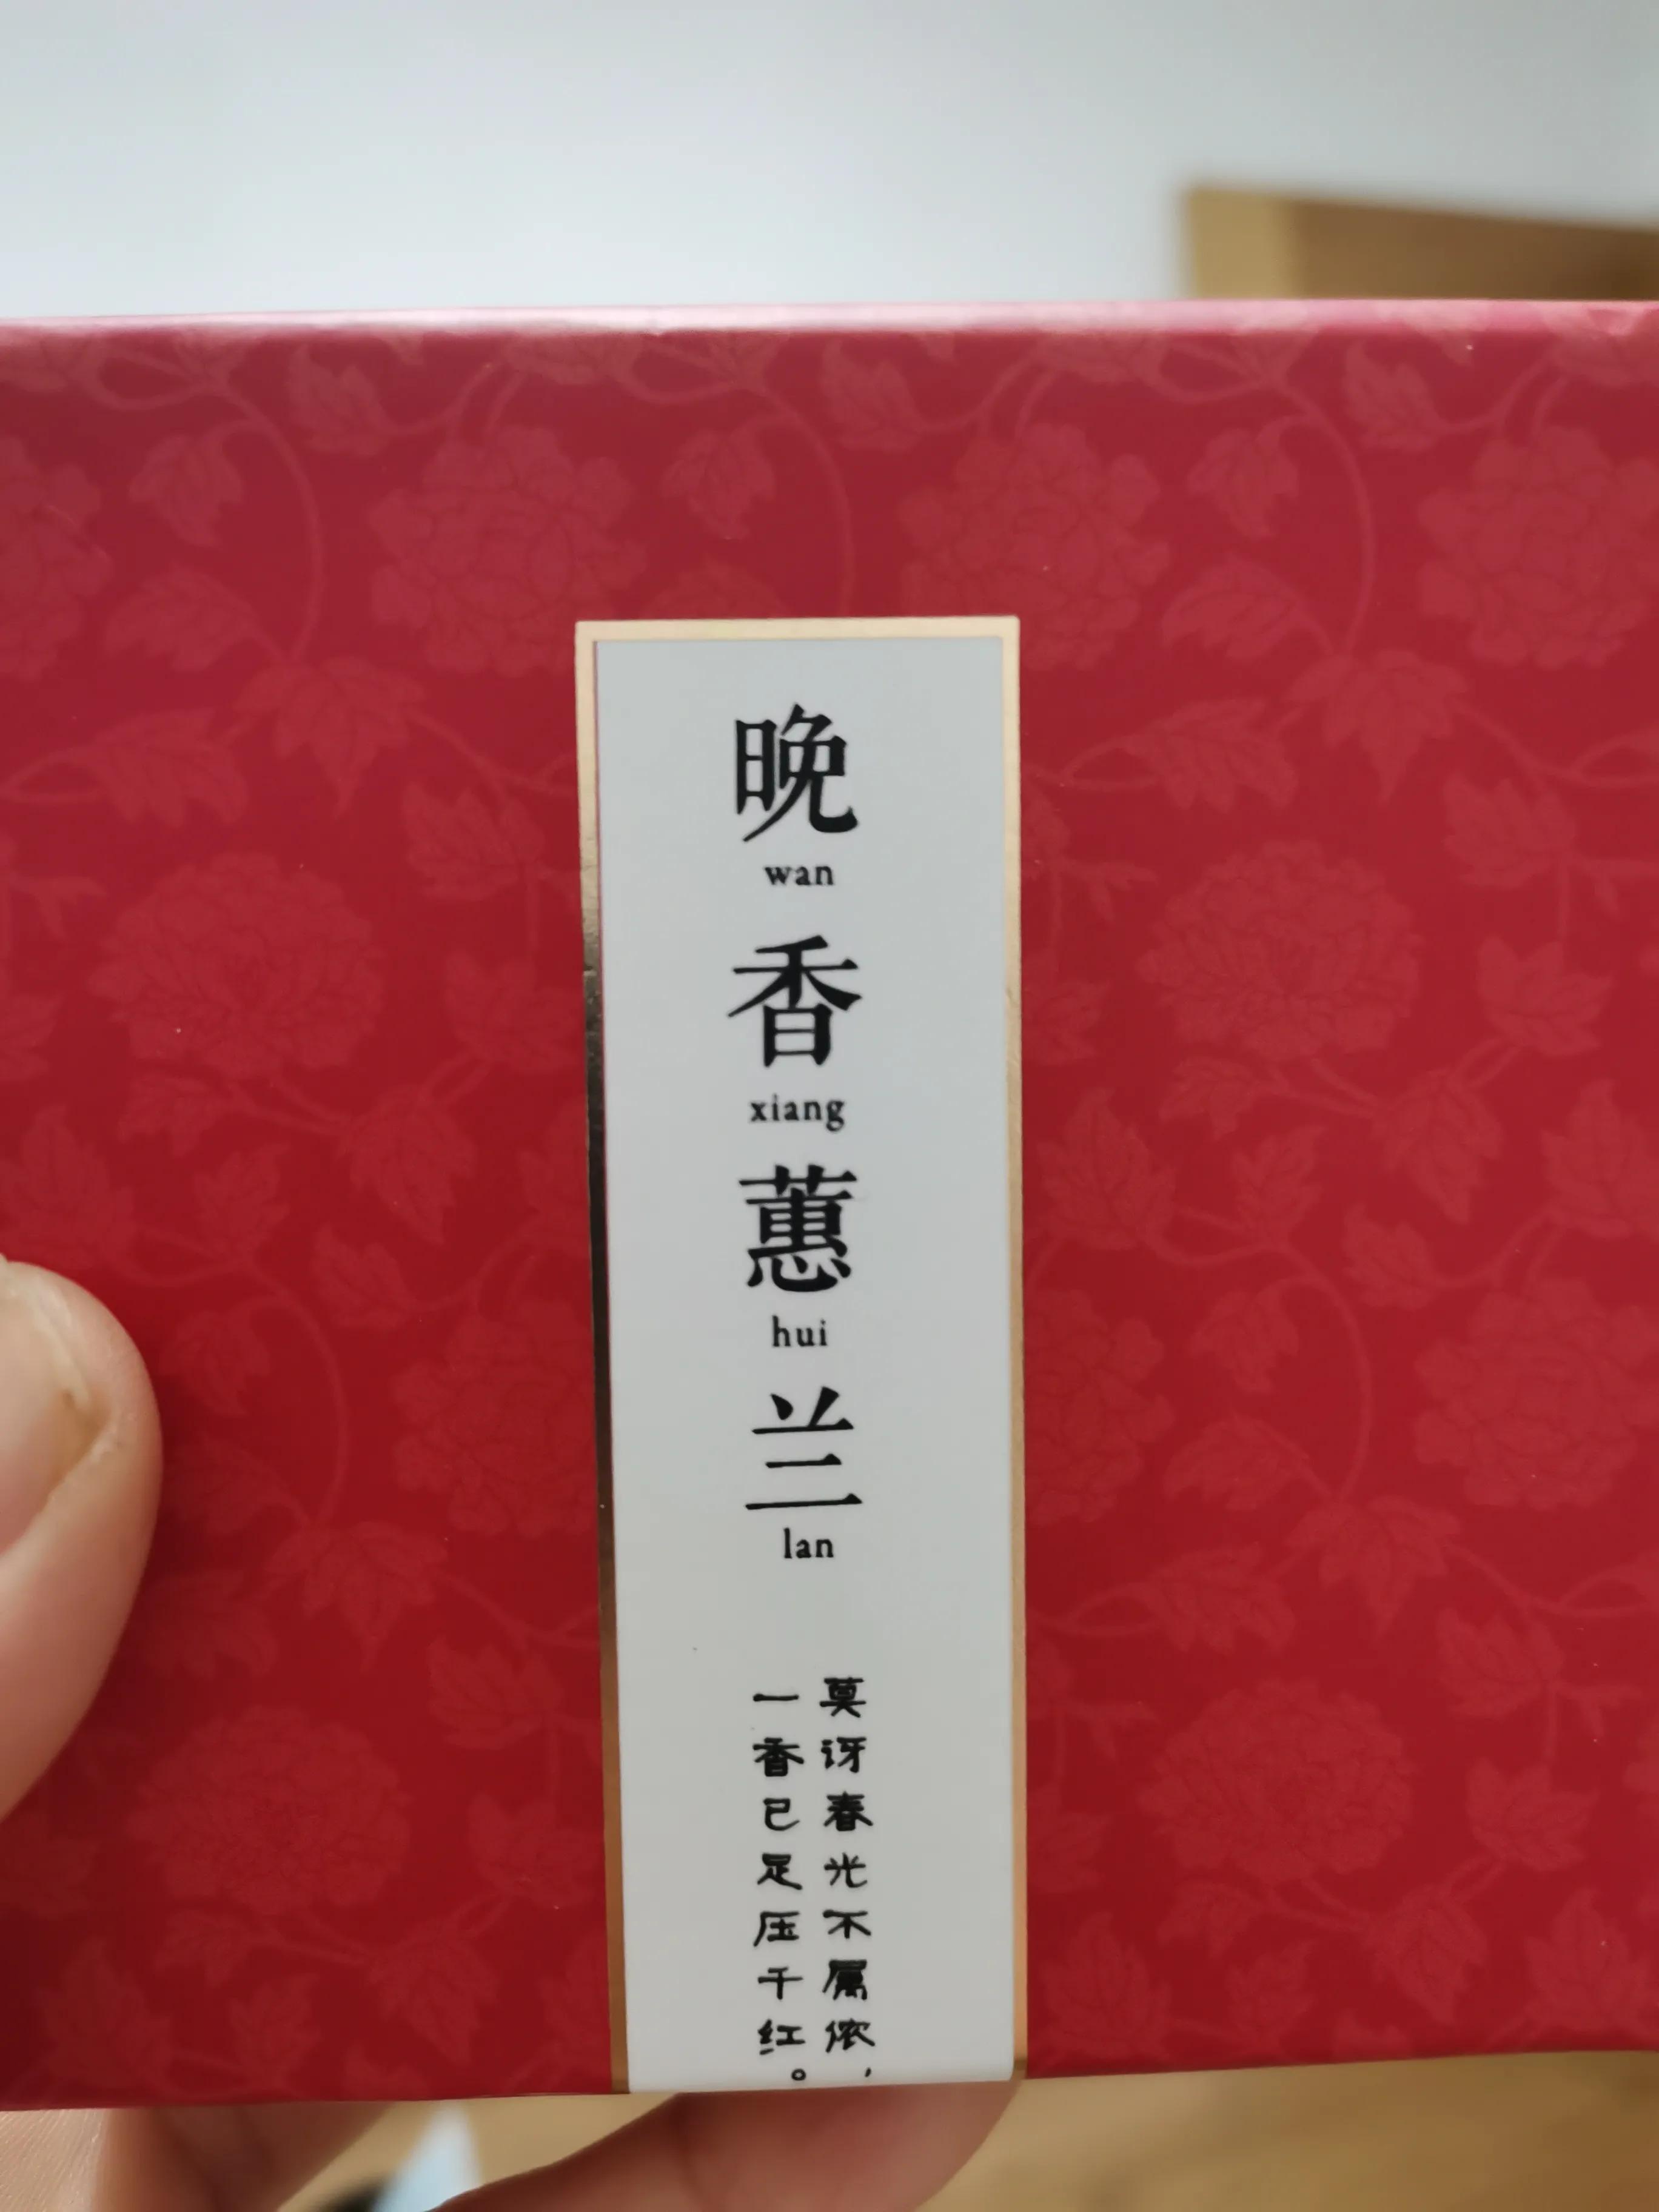 晚
wan
香
xiang
蕙
hui
兰
lan
莫讶春光不属侬，
一香已足压千红。